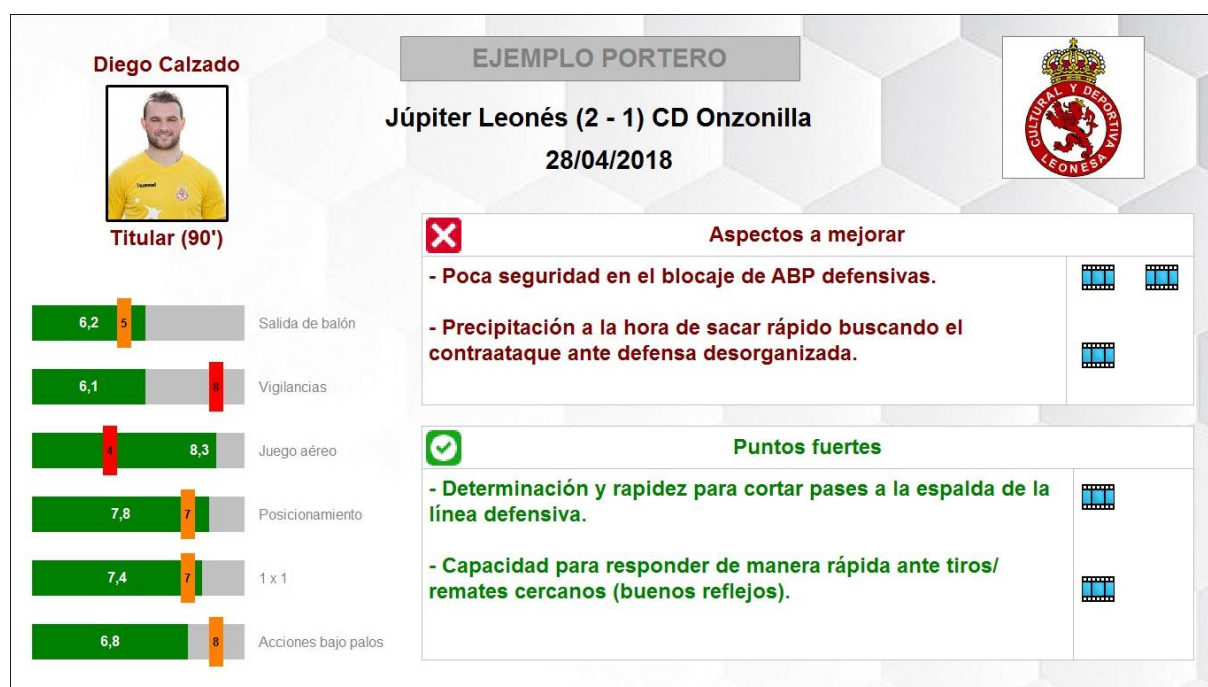 EJEMPLO PORTERO
Diego Calzado
Júpiter Leonés (2 - 1) CD Onzonilla
28/04/2018
CULTURAL Y DEPORTIVA
LEONESA
hummel
Titular (90')
6,2 5 Salida de balón
6,1 8 Vigilancias
4 8,3 Juego aéreo
7,8 7 Posicionamiento
7,4 7 1 x 1
6,8 8 Acciones bajo palos
Aspectos a mejorar
- Poca seguridad en el blocaje de ABP defensivas.
- Precipitación a la hora de sacar rápido buscando el
contraataque ante defensa desorganizada.
Puntos fuertes
- Determinación y rapidez para cortar pases a la espalda de la
línea defensiva.
- Capacidad para responder de manera rápida ante tiros/
remates cercanos (buenos reflejos).